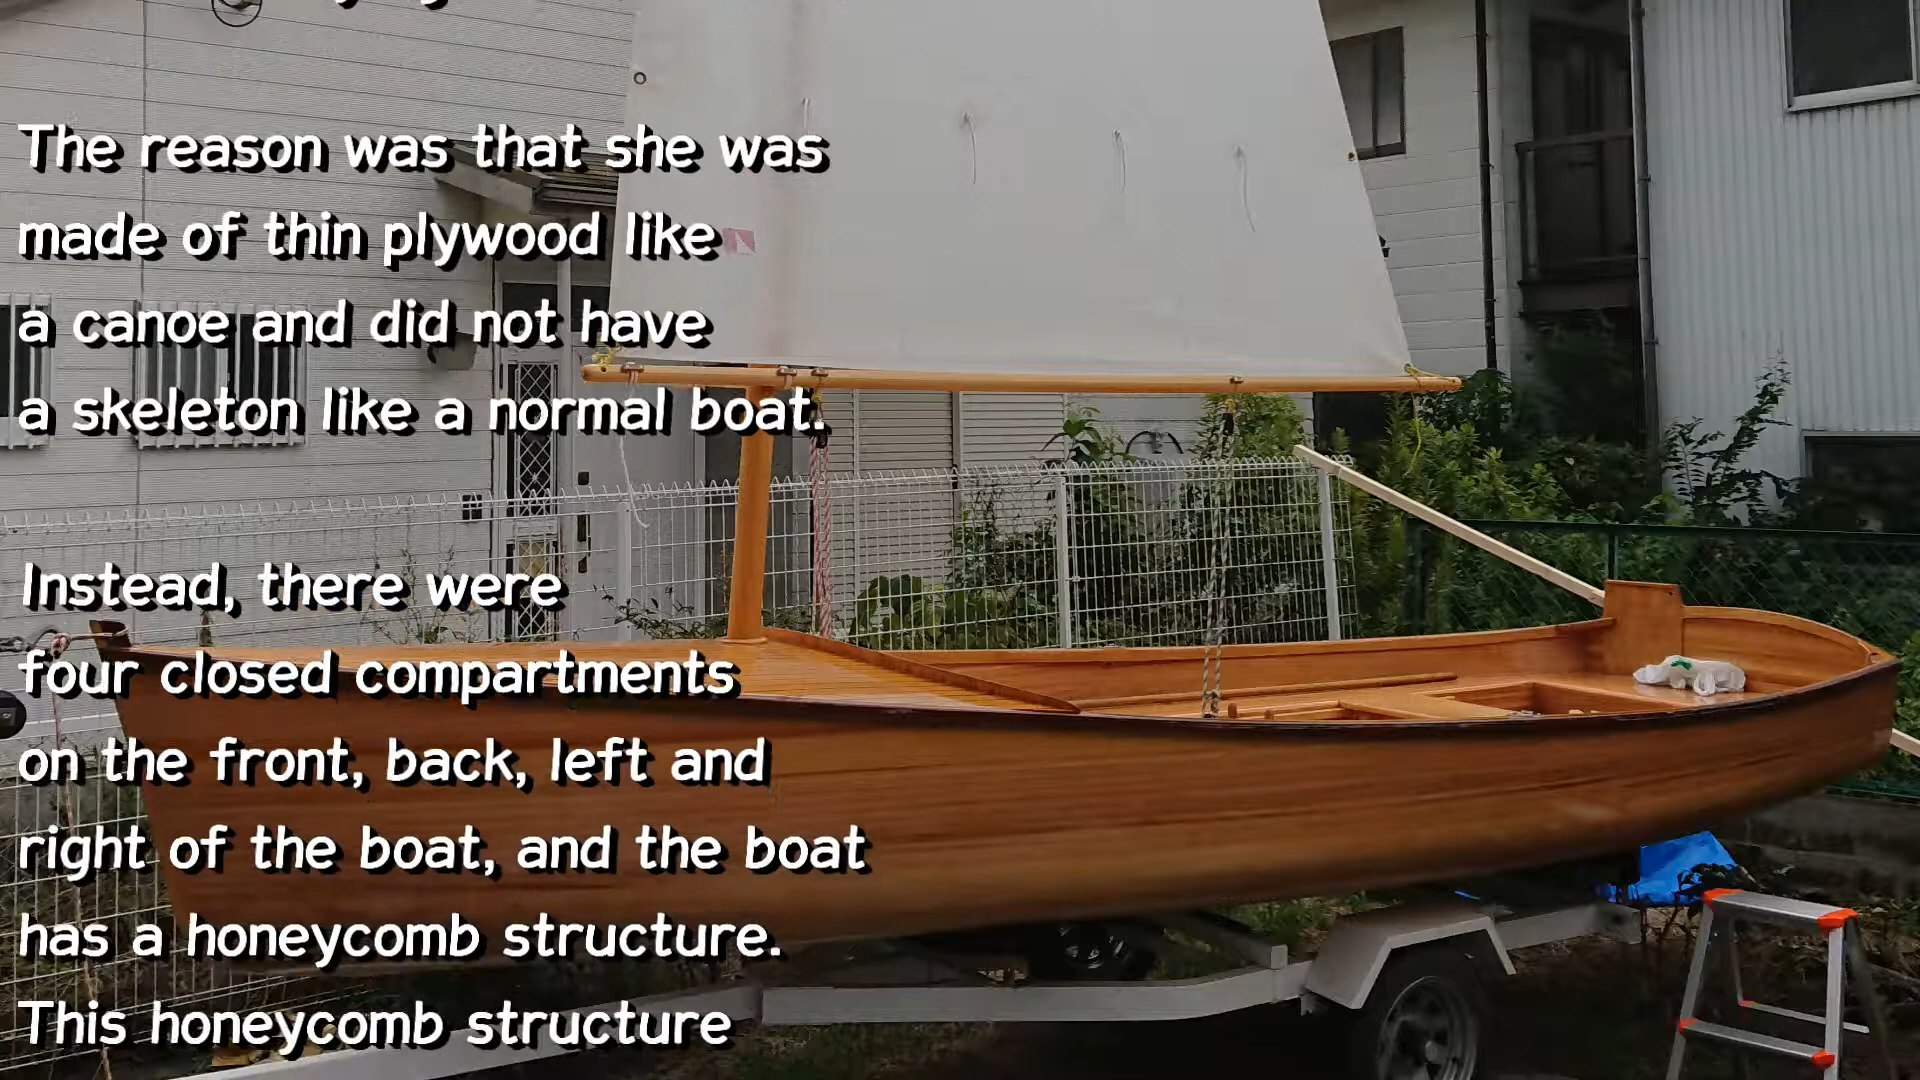 The reason was that she was
made of thin plywood like
a canoe and did not have
a skeleton like a normal boat.
Instead, there were
four closed compartments
on the front, back, left and
right of the boat, and the boat
has a honeycomb structure.
This honeycomb structure